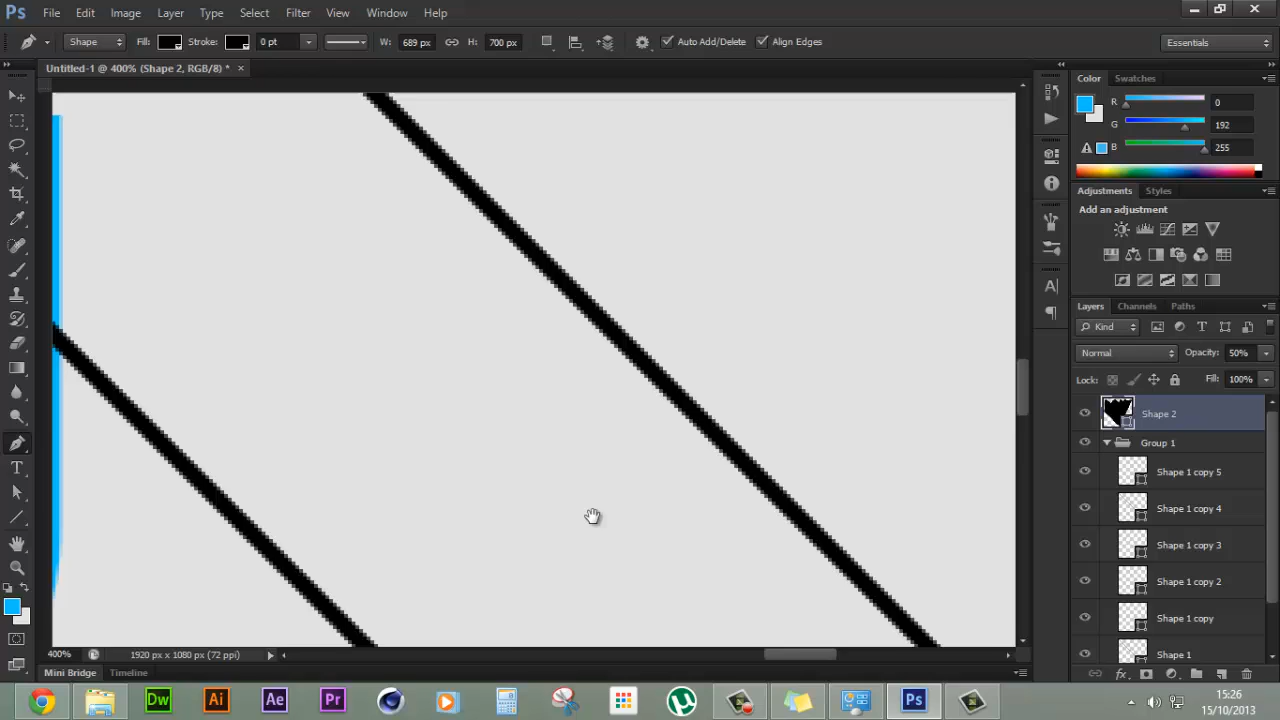 Ps File Edit Image Layer Type Select Filter View Window Help
Shape Fill: Stroke: 0 pt W: 689 px H: 700 px Auto Add/Delete Align Edges Essentials
Untitled-1 @ 400% (Shape 2, RGB/8) * ×
Color Swatches
R 0
G 192
B 255
Adjustments Styles
Add an adjustment
Layers Channels Paths
Kind
Normal Opacity: 50%
Lock: Fill: 100%
Shape 2
Group 1
Shape 1 copy 5
Shape 1 copy 4
Shape 1 copy 3
Shape 1 copy 2
Shape 1 copy
Shape 1
400% 1920 px x 1080 px (72 ppi)
Mini Bridge Timeline
Dw Ai Ae Pr Ps
15:26
15/10/2013